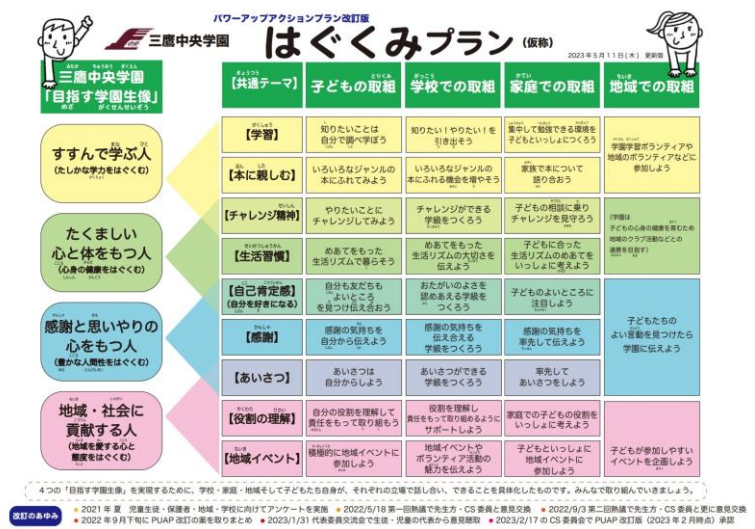 パワーアップアクションプラン改訂版
三鷹中央学園
はぐくみプラン(仮称)
2023年5月11日(木) 更新版
三鷹中央学園
「目指す学園生像」
【共通テーマ】
子どもの取組
学校での取組
家庭での取組
地域での取組
すすんで学ぶ人
(たしかな学力をはぐくむ)
【学習】
知りたいことは
自分で調べ学ぼう
知りたい!やりたい!を
引き出そう
集中して勉強できる環境を
子どもといっしょにつくろう
学園学習ボランティアや
地域のボランティアなどに
参加しよう
【本に親しむ】
いろいろなジャンルの
本にふれてみよう
いろいろなジャンルの
本にふれる機会を増やそう
家族で本について
語り合おう
たくましい
心と体をもつ人
(心身の健康をはぐくむ)
【チャレンジ精神】
やりたいことに
チャレンジしてみよう
チャレンジができる
学級をつくろう
子どもの相談に乗り
チャレンジを見守ろう
(学園は
子どもの心身の健康を育むため
地域のクラブ活動などとの
連携を目指す)
【生活習慣】
めあてをもった
生活リズムで暮らそう
めあてをもった
生活リズムの大切さを
伝えよう
子どもに合った
生活リズムのめあてを
いっしょに考えよう
感謝と思いやりの
心をもつ人
(豊かな人間性をはぐくむ)
【自己肯定感】
(自分を好きになる)
自分も友だちも
よいところ
を見つけ伝え合おう
おたがいのよさを
認めあえる学級を
つくろう
子どものよいところに
注目しよう
子どもたちの
よい言動を見つけたら
学園に伝えよう
【感謝】
感謝の気持ちを
自分から伝えよう
感謝の気持ちを
伝え合える
学級をつくろう
感謝の気持ちを
率先して伝えよう
【あいさつ】
あいさつは
自分からしよう
あいさつができる
学級をつくろう
率先して
あいさつをしよう
地域・社会に
貢献する人
(地域を愛する心と
態度をはぐくむ)
【役割の理解】
自分の役割を理解して
責任をもって取り組もう
役割を理解し
責任をもって取り組めるように
サポートしよう
家庭での子どもの役割を
いっしょに考えよう
子どもが参加しやすい
イベントを企画しよう
【地域イベント】
積極的に地域イベントに
参加しよう
地域イベントや
ボランティア活動の
魅力を伝えよう
子どもといっしょに
地域イベントに
参加しよう
4つの「目指す学園生像」を実現するために、学校・家庭・地域そして子どもたち自身が、それぞれの立場で話し合い、できることを具体化したものです。みんなで取り組んでいきましょう。
改訂のあゆみ
●2021年 夏 児童生徒・保護者・地域・学校に向けてアンケートを実施 ●2022/5/18 第一回熟議で先生方・CS委員と意見交換 ●2022/9/3 第二回熟議で先生方・CS委員と更に意見交換
●2022年9月下旬に PUAP 改訂の案を取りまとめ ●2023/1/31 代表委員交流会で生徒・児童の代表から意見聴取 ●2023/2/17 の CS 委員会で PUAP 改訂版(2023年2月時点)承認